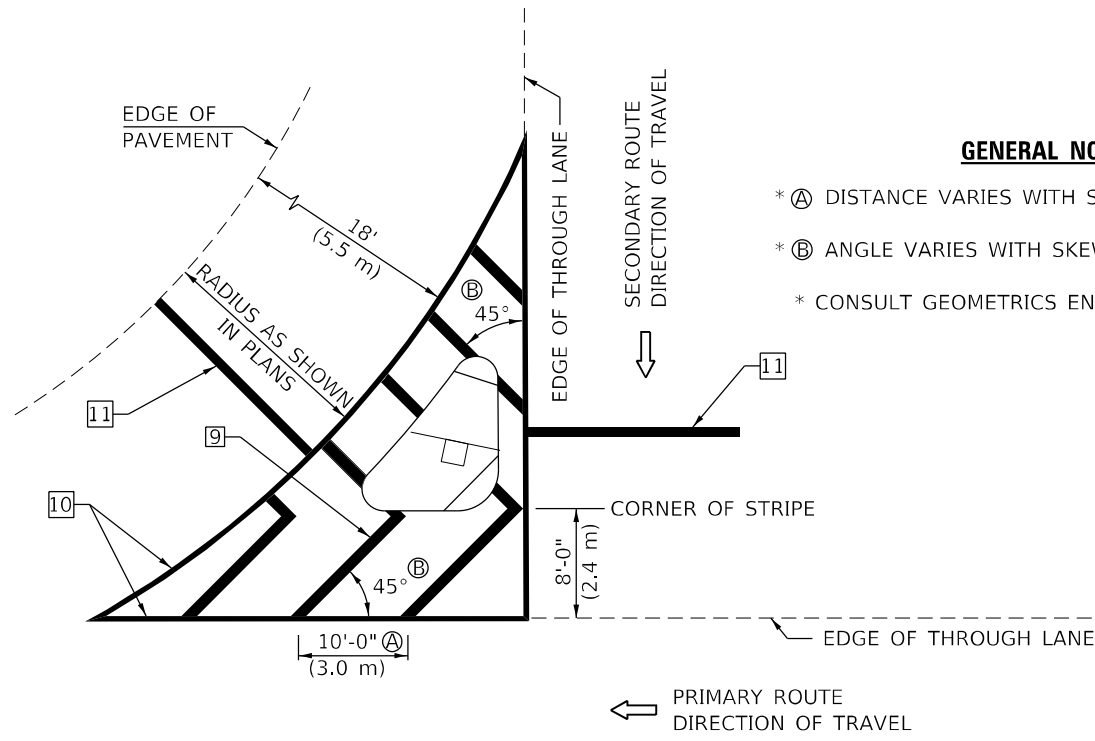 EDGE OF
PAVEMENT
18'
(5.5 m)
RADIUS AS SHOWN
IN PLANS
EDGE OF THROUGH LANE
SECONDARY ROUTE
DIRECTION OF TRAVEL
GENERAL NO
* Ⓐ DISTANCE VARIES WITH S
* Ⓑ ANGLE VARIES WITH SKEW
* CONSULT GEOMETRICS EN
Ⓑ
45°
11
11
9
10
CORNER OF STRIPE
8'-0"
(2.4 m)
45° Ⓑ
10'-0" Ⓐ
(3.0 m)
EDGE OF THROUGH LANE
PRIMARY ROUTE
DIRECTION OF TRAVEL